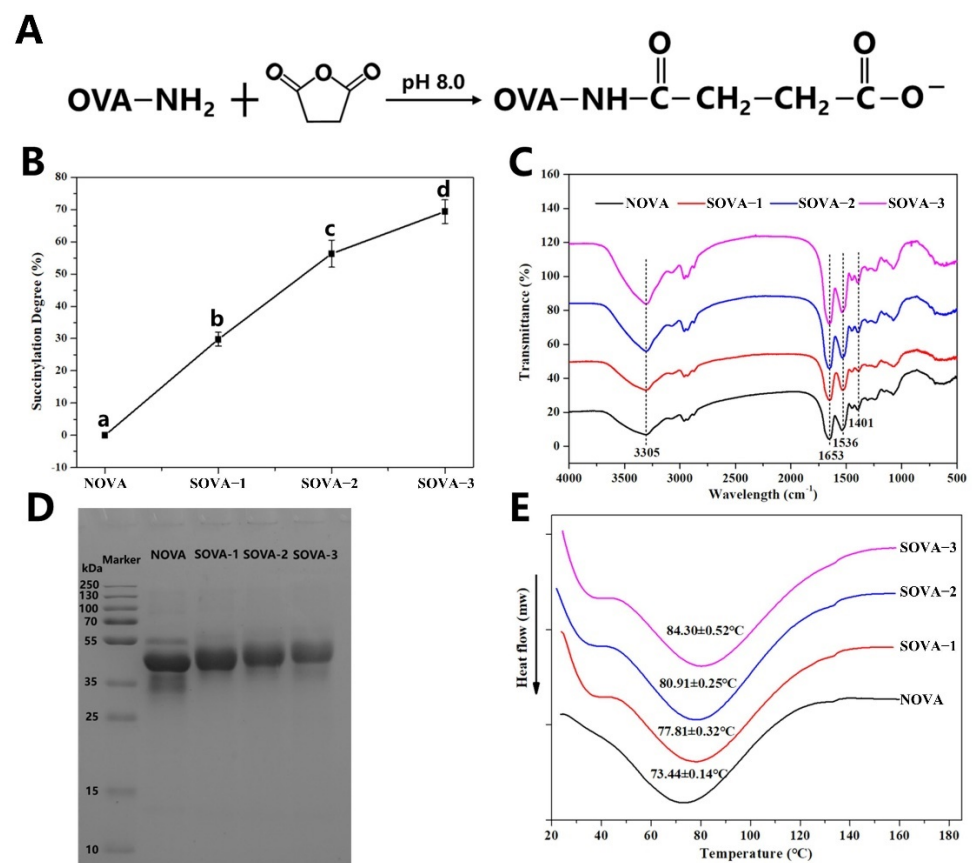 A
O O
OVA−NH₂ + O O O pH 8.0 OVA−NH−C−CH₂−CH₂−C−O⁻
B
Succinylation Degree (%)
80
70
60
50
40
30
20
10
0
-10
a
b
c
d
NOVA SOVA−1 SOVA−2 SOVA−3
C
Transmittance (%)
160
140
120
100
80
60
40
20
0
NOVA SOVA−1 SOVA−2 SOVA−3
1401
1536
3305 1653
4000 3500 3000 2500 2000 1500 1000 500
Wavelength (cm⁻¹)
D
NOVA SOVA-1 SOVA-2 SOVA-3
Marker
kDa
250
130
100
70
55
35
25
15
10
E
Heat flow (mw)
SOVA−3
84.30±0.52℃
SOVA−2
80.91±0.25℃
SOVA−1
77.81±0.32℃
NOVA
73.44±0.14℃
20 40 60 80 100 120 140 160 180
Temperature (℃)